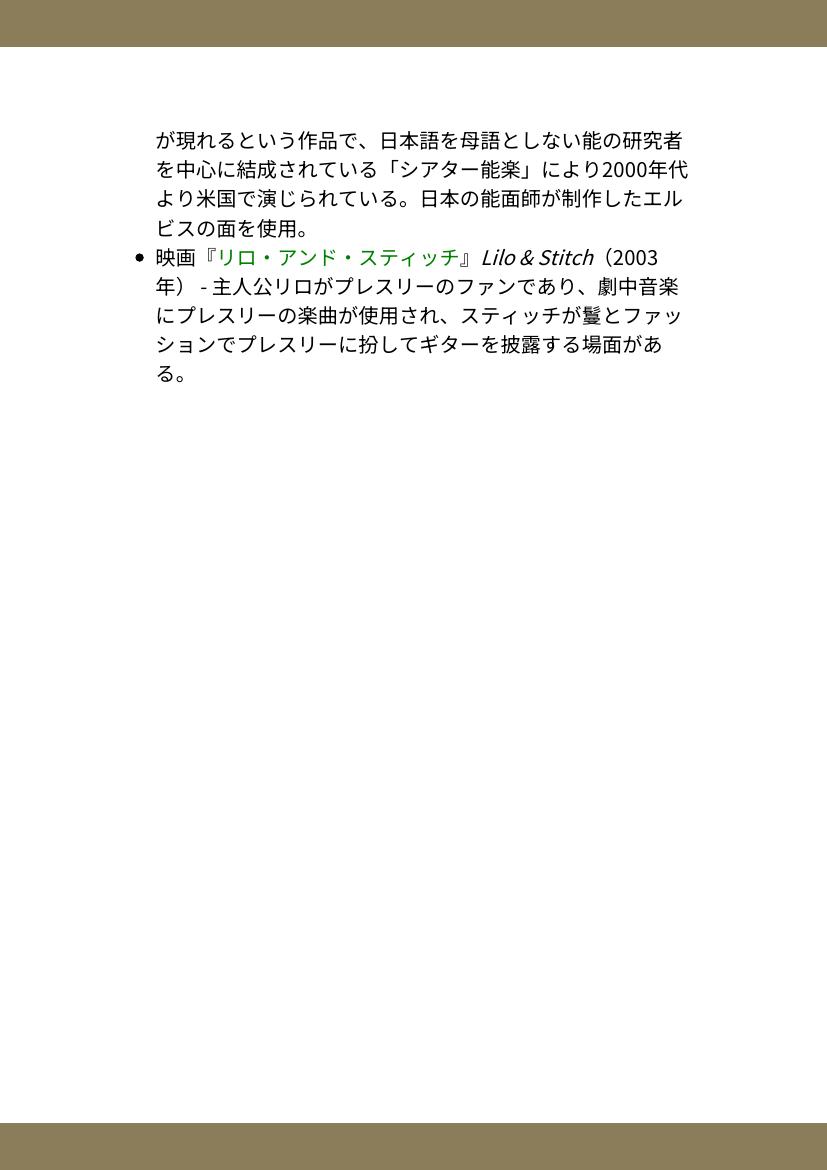 が現れるという作品で、日本語を母語としない能の研究者
を中心に結成されている「シアター能楽」により2000年代
より米国で演じられている。日本の能面師が制作したエル
ビスの面を使用。
• 映画『リロ・アンド・スティッチ』Lilo & Stitch（2003
年） - 主人公リロがプレスリーのファンであり、劇中音楽
にプレスリーの楽曲が使用され、スティッチが鬘とファッ
ションでプレスリーに扮してギターを披露する場面があ
る。